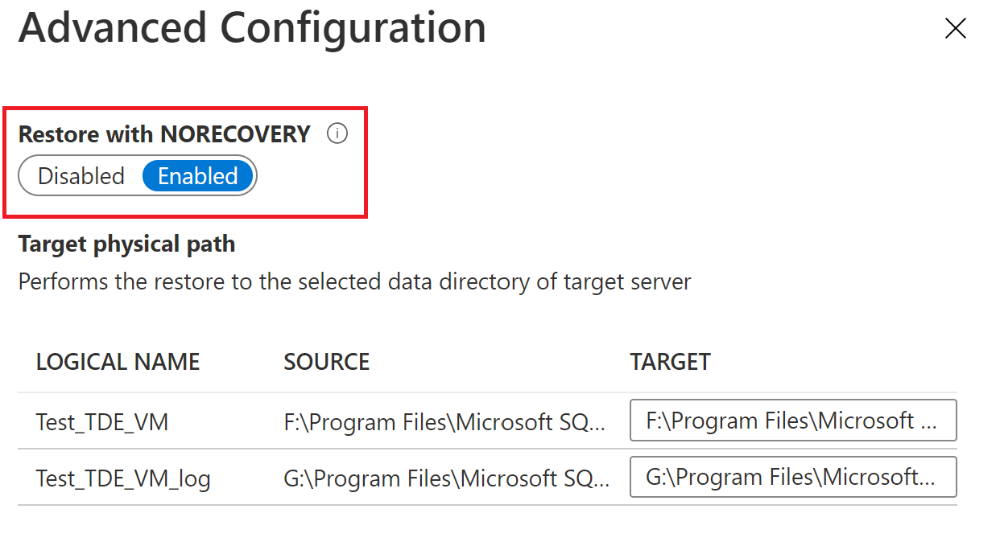 Advanced Configuration
Restore with NORECOVERY
Disabled Enabled
Target physical path
Performs the restore to the selected data directory of target server
LOGICAL NAME SOURCE TARGET
Test_TDE_VM F:\Program Files\Microsoft SQ... F:\Program Files\Microsoft ...
Test_TDE_VM_log G:\Program Files\Microsoft SQ... G:\Program Files\Microsoft...